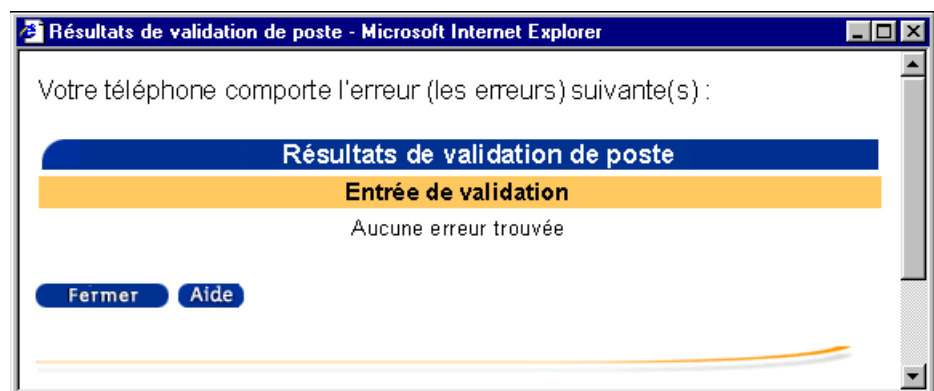 Résultats de validation de poste - Microsoft Internet Explorer
Votre téléphone comporte l'erreur (les erreurs) suivante(s) :
Résultats de validation de poste
Entrée de validation
Aucune erreur trouvée
Fermer Aide